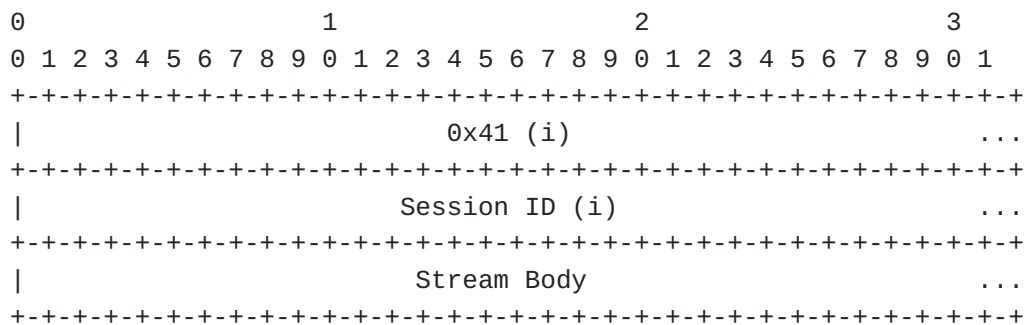 0                   1                   2                   3
0 1 2 3 4 5 6 7 8 9 0 1 2 3 4 5 6 7 8 9 0 1 2 3 4 5 6 7 8 9 0 1
+-+-+-+-+-+-+-+-+-+-+-+-+-+-+-+-+-+-+-+-+-+-+-+-+-+-+-+-+-+-+-+-+
|                           0x41 (i)                          ...
+-+-+-+-+-+-+-+-+-+-+-+-+-+-+-+-+-+-+-+-+-+-+-+-+-+-+-+-+-+-+-+-+
|                        Session ID (i)                       ...
+-+-+-+-+-+-+-+-+-+-+-+-+-+-+-+-+-+-+-+-+-+-+-+-+-+-+-+-+-+-+-+-+
|                         Stream Body                         ...
+-+-+-+-+-+-+-+-+-+-+-+-+-+-+-+-+-+-+-+-+-+-+-+-+-+-+-+-+-+-+-+-+